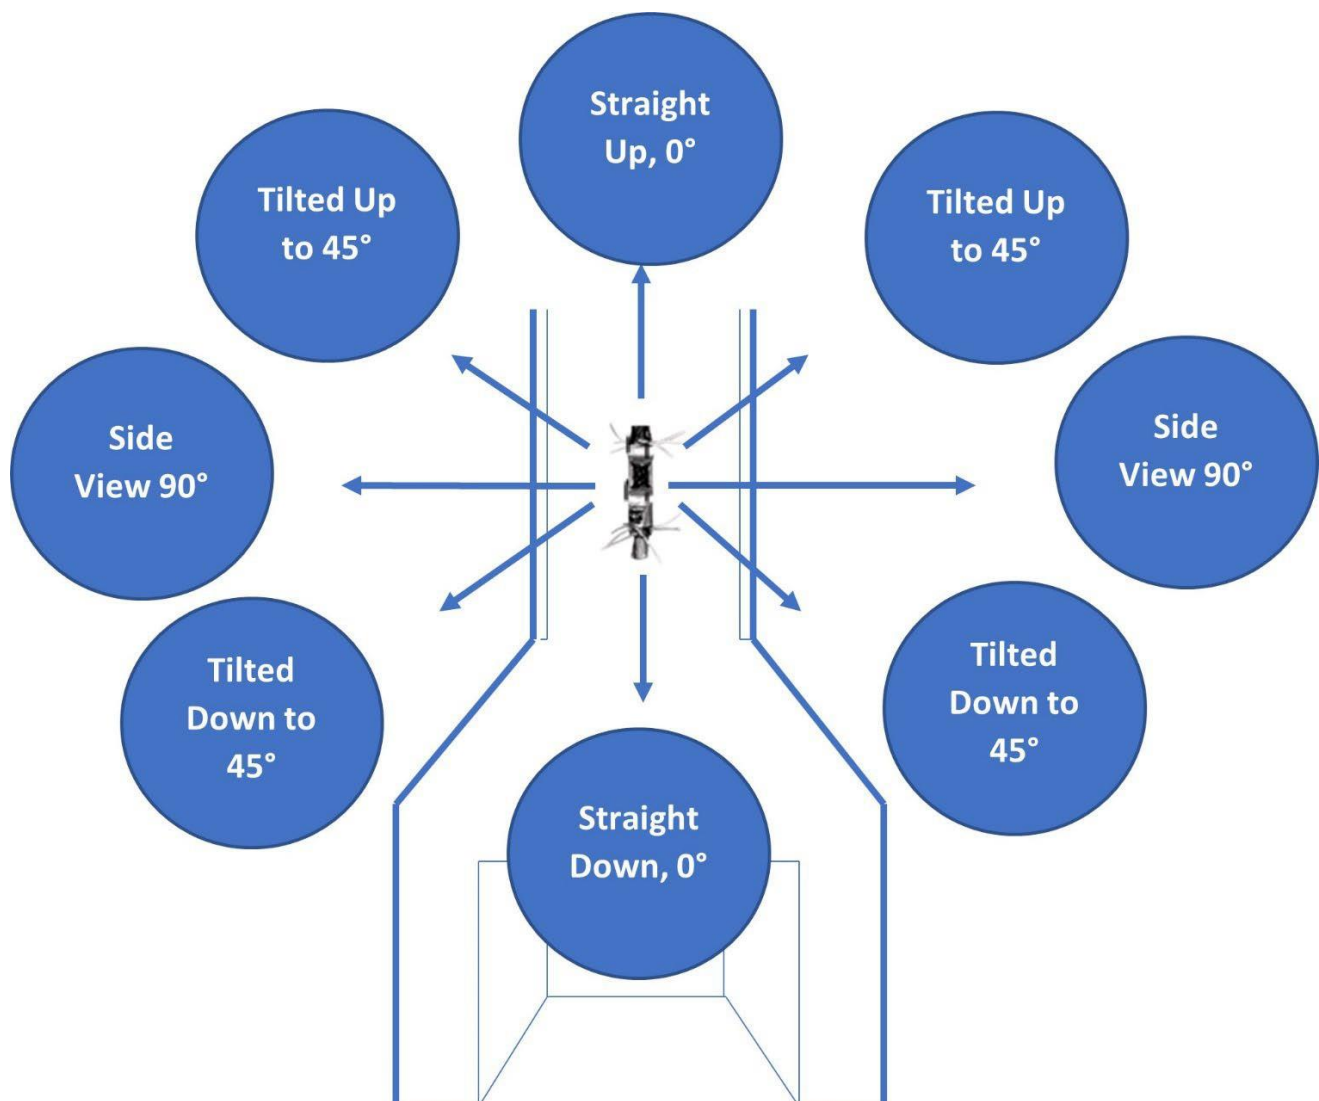 Straight
Up, 0°
Tilted Up
to 45°
Tilted Up
to 45°
Side
View 90°
Side
View 90°
Tilted
Down to
45°
Tilted
Down to
45°
Straight
Down, 0°